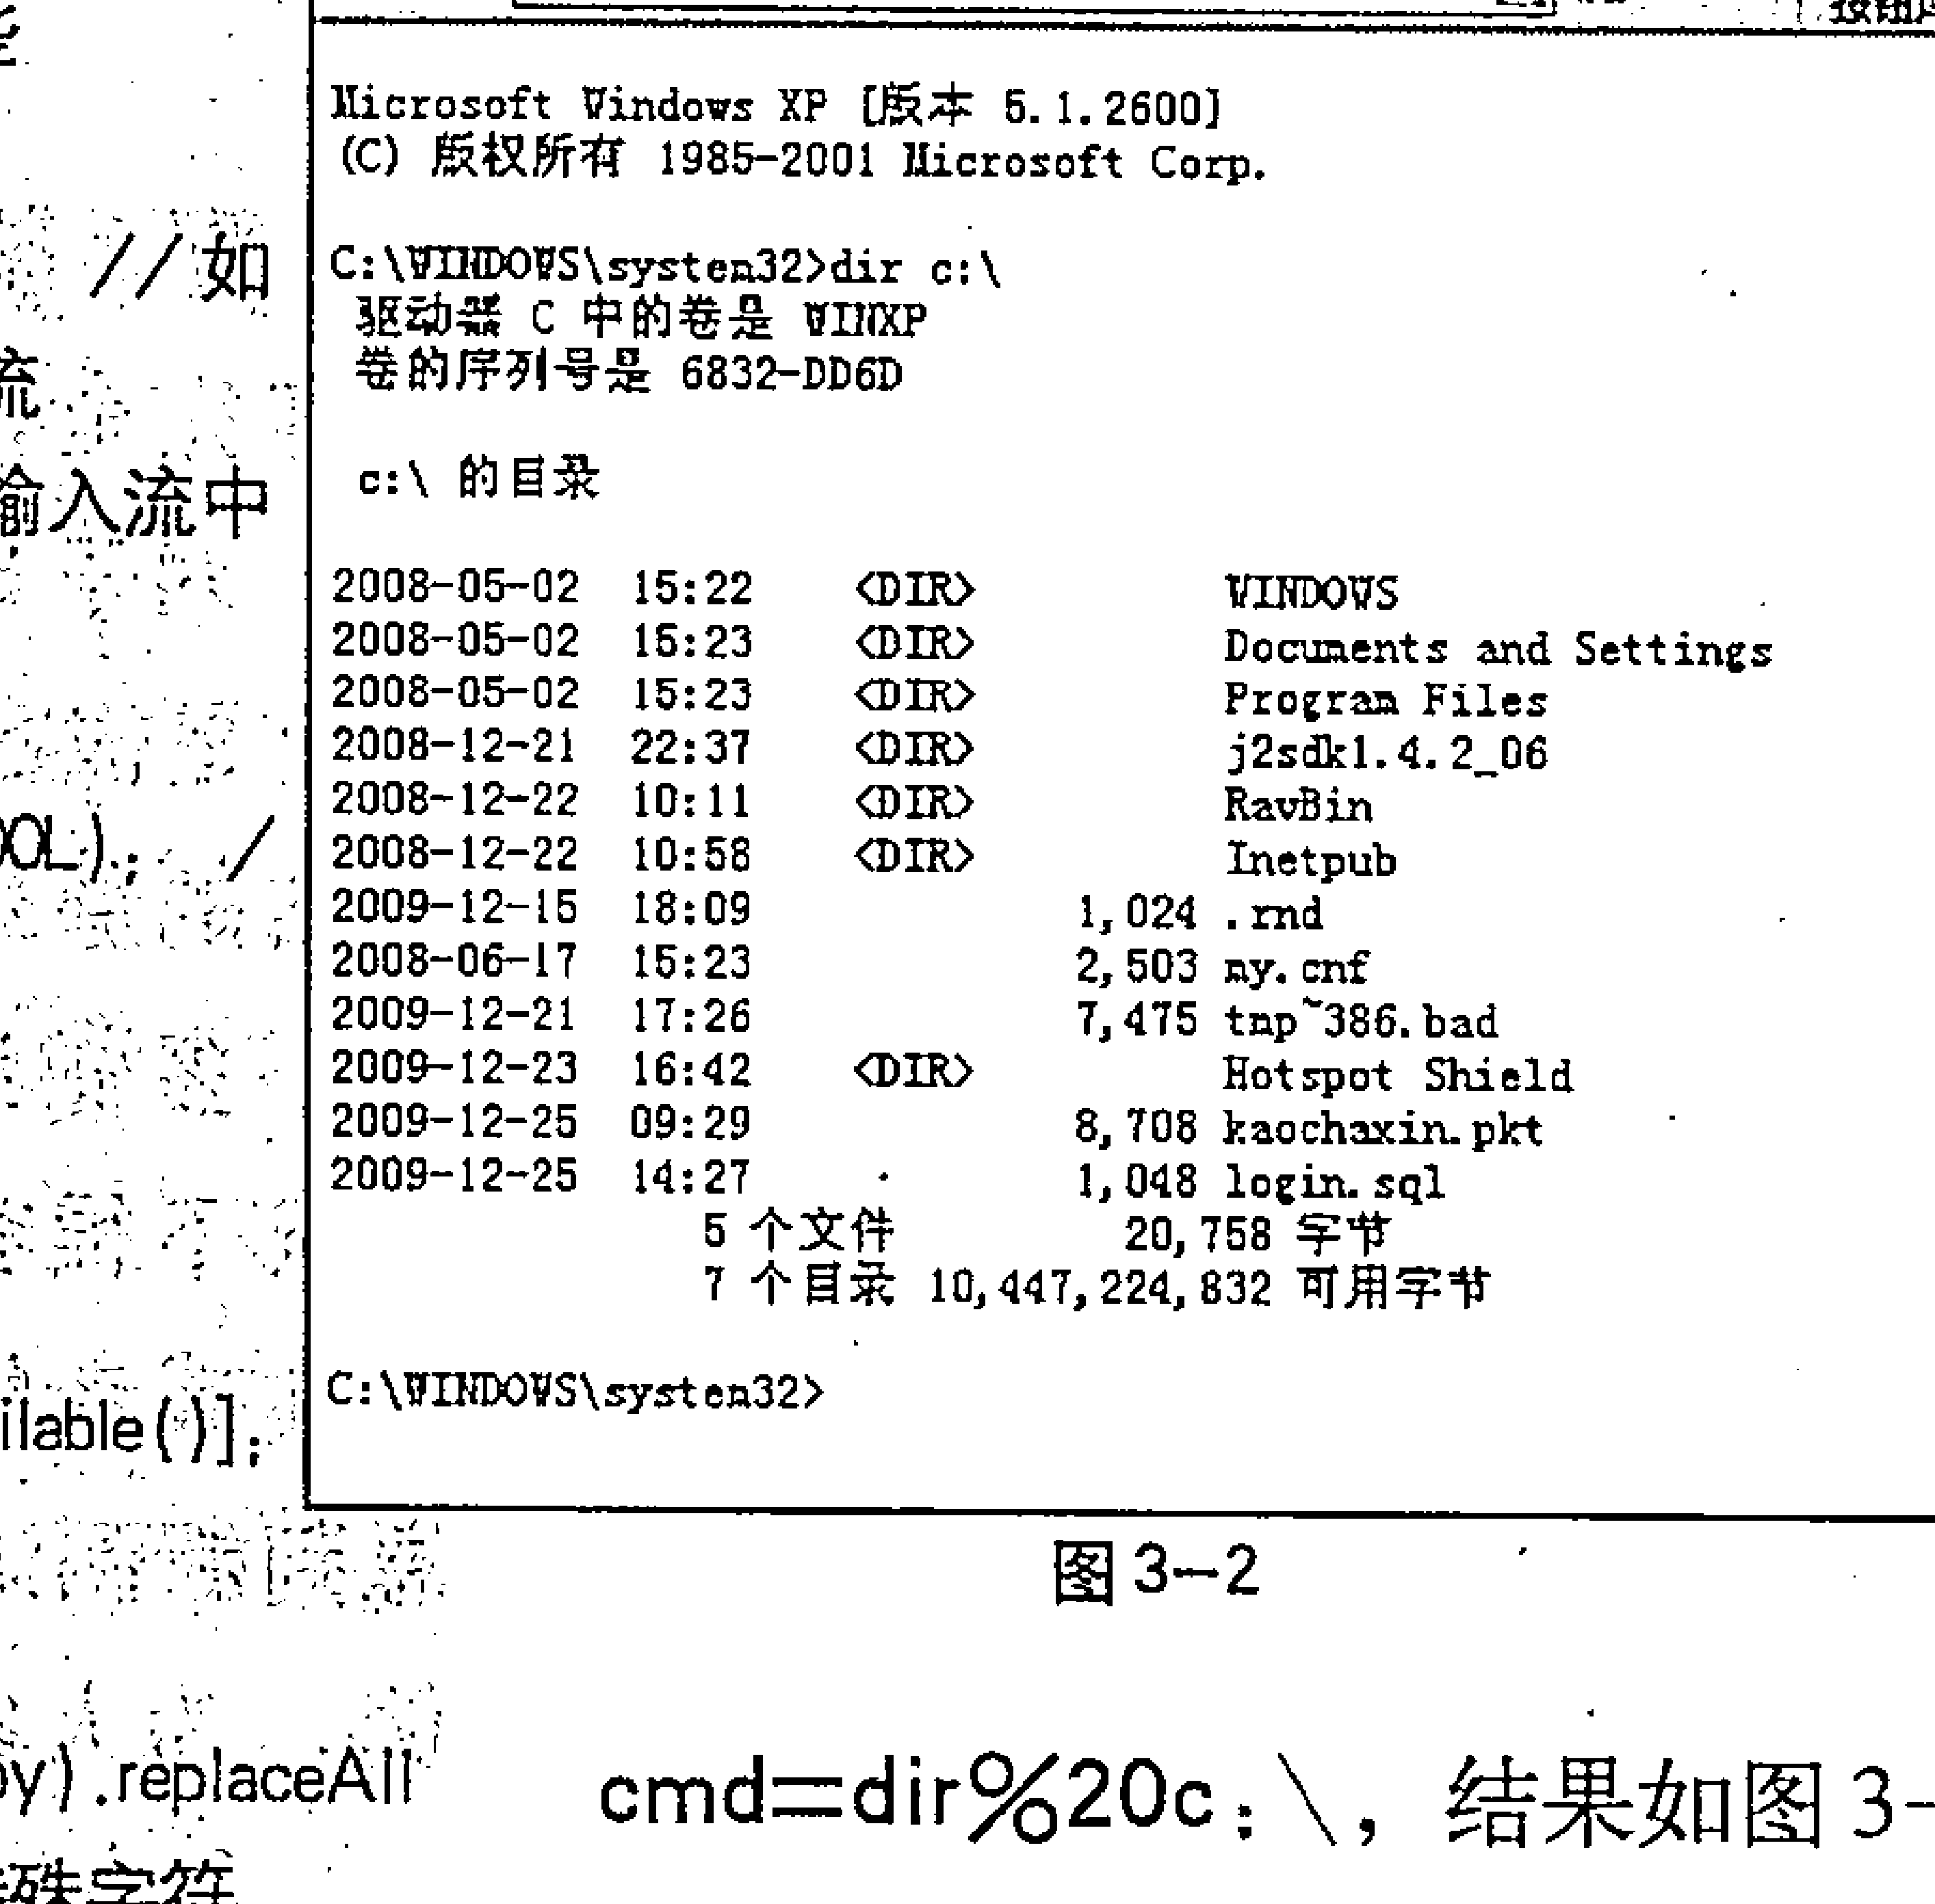 Microsoft Windows XP [版本 5.1.2600]
(C) 版权所有 1985-2001 Microsoft Corp.
C:\WINDOWS\system32>dir c:\
驱动器 C 中的卷是 WINXP
卷的序列号是 6832-DD6D
c:\ 的目录
2008-05-02 15:22 <DIR> WINDOWS
2008-05-02 15:23 <DIR> Documents and Settings
2008-05-02 15:23 <DIR> Program Files
2008-12-21 22:37 <DIR> j2sdk1.4.2_06
2008-12-22 10:11 <DIR> RavBin
2008-12-22 10:58 <DIR> Inetpub
2009-12-15 18:09 1,024 .rnd
2008-06-17 15:23 2,503 my.cnf
2009-12-21 17:26 7,475 tmp~386.bad
2009-12-23 16:42 <DIR> Hotspot Shield
2009-12-25 09:29 8,708 kaochaxin.pkt
2009-12-25 14:27 1,048 login.sql
5 个文件 20,758 字节
7 个目录 10,447,224,832 可用字节
C:\WINDOWS\system32>
图3-2
cmd=dir%20c:\，结果如图3-
//如
流
输入流中
OOL); /
ilable()];
py).replaceAll
特殊字符